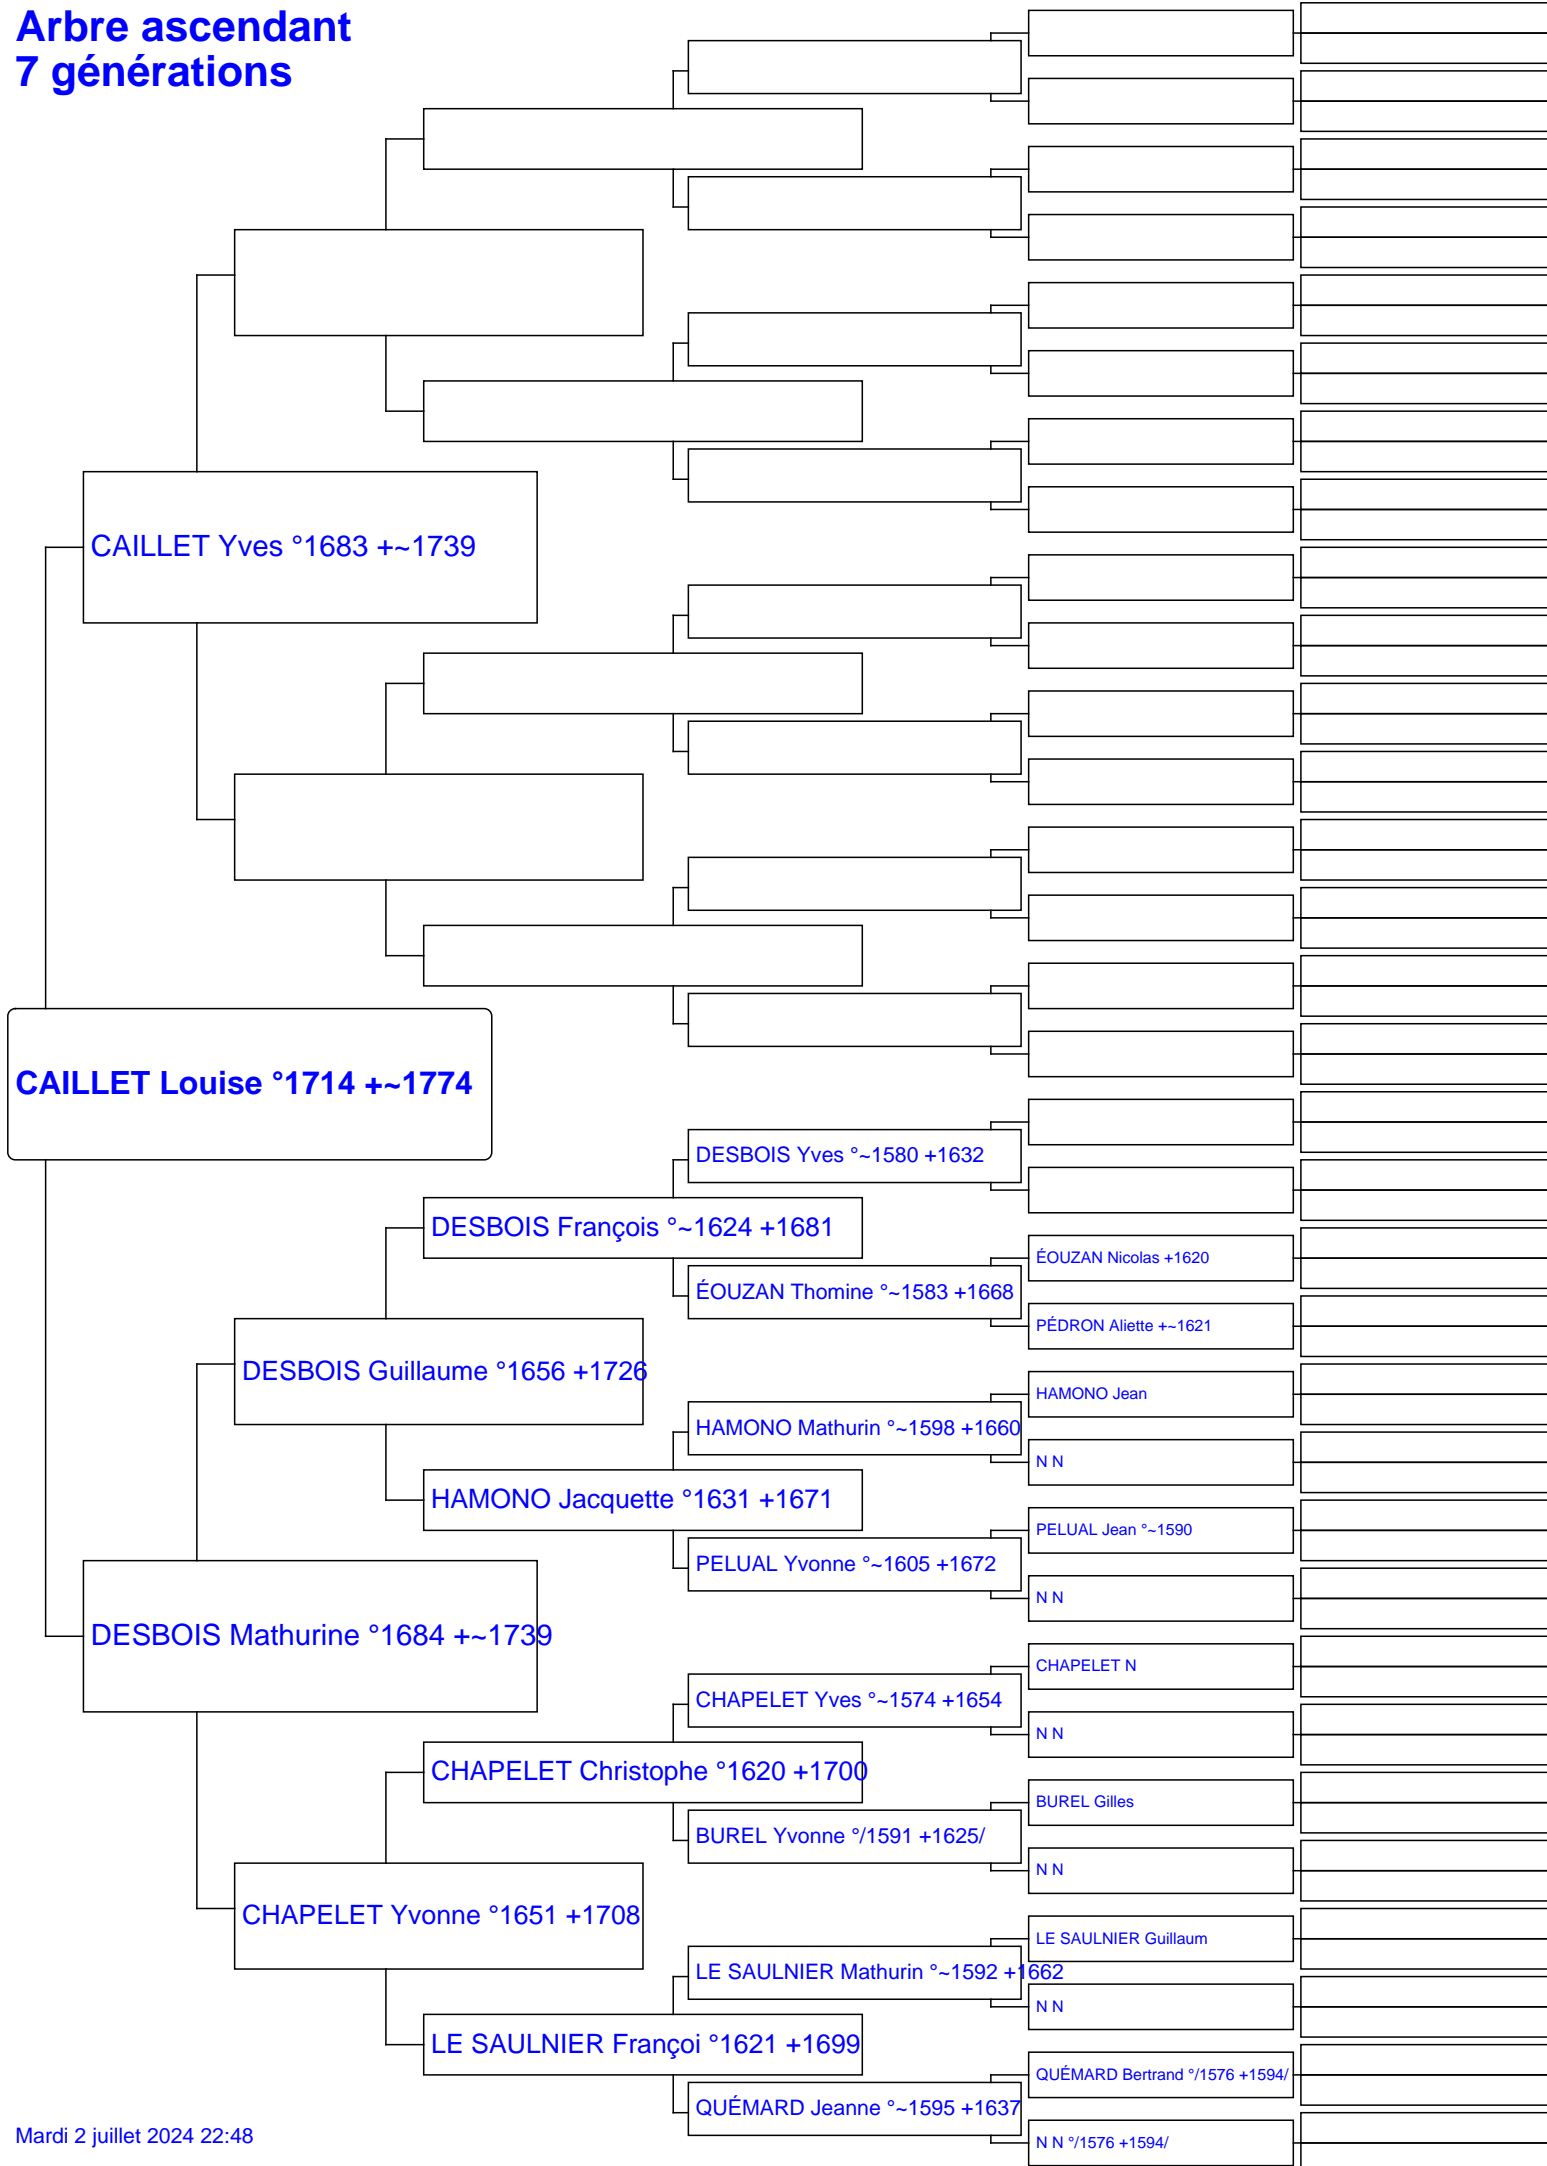 Arbre ascendant
7 générations
CAILLET Yves °1683 +~1739
CAILLET Louise °1714 +~1774
DESBOIS Yves °~1580 +1632
DESBOIS François °~1624 +1681
ÉOUZAN Nicolas +1620
ÉOUZAN Thomine °~1583 +1668
PÉDRON Aliette +~1621
DESBOIS Guillaume °1656 +1726
HAMONO Jean
HAMONO Mathurin °~1598 +1660
N N
HAMONO Jacquette °1631 +1671
PELUAL Jean °~1590
PELUAL Yvonne °~1605 +1672
N N
DESBOIS Mathurine °1684 +~1739
CHAPELET N
CHAPELET Yves °~1574 +1654
N N
CHAPELET Christophe °1620 +1700
BUREL Gilles
BUREL Yvonne °/1591 +1625/
N N
CHAPELET Yvonne °1651 +1708
LE SAULNIER Guillaum
LE SAULNIER Mathurin °~1592 +1662
N N
LE SAULNIER Françoi °1621 +1699
QUÉMARD Bertrand °/1576 +1594/
QUÉMARD Jeanne °~1595 +1637
N N °/1576 +1594/
Mardi 2 juillet 2024 22:48